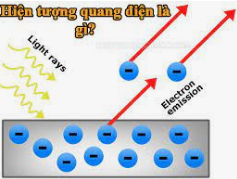 Hiện tượng quang điện là
gì?
Light rays
Electron
emission